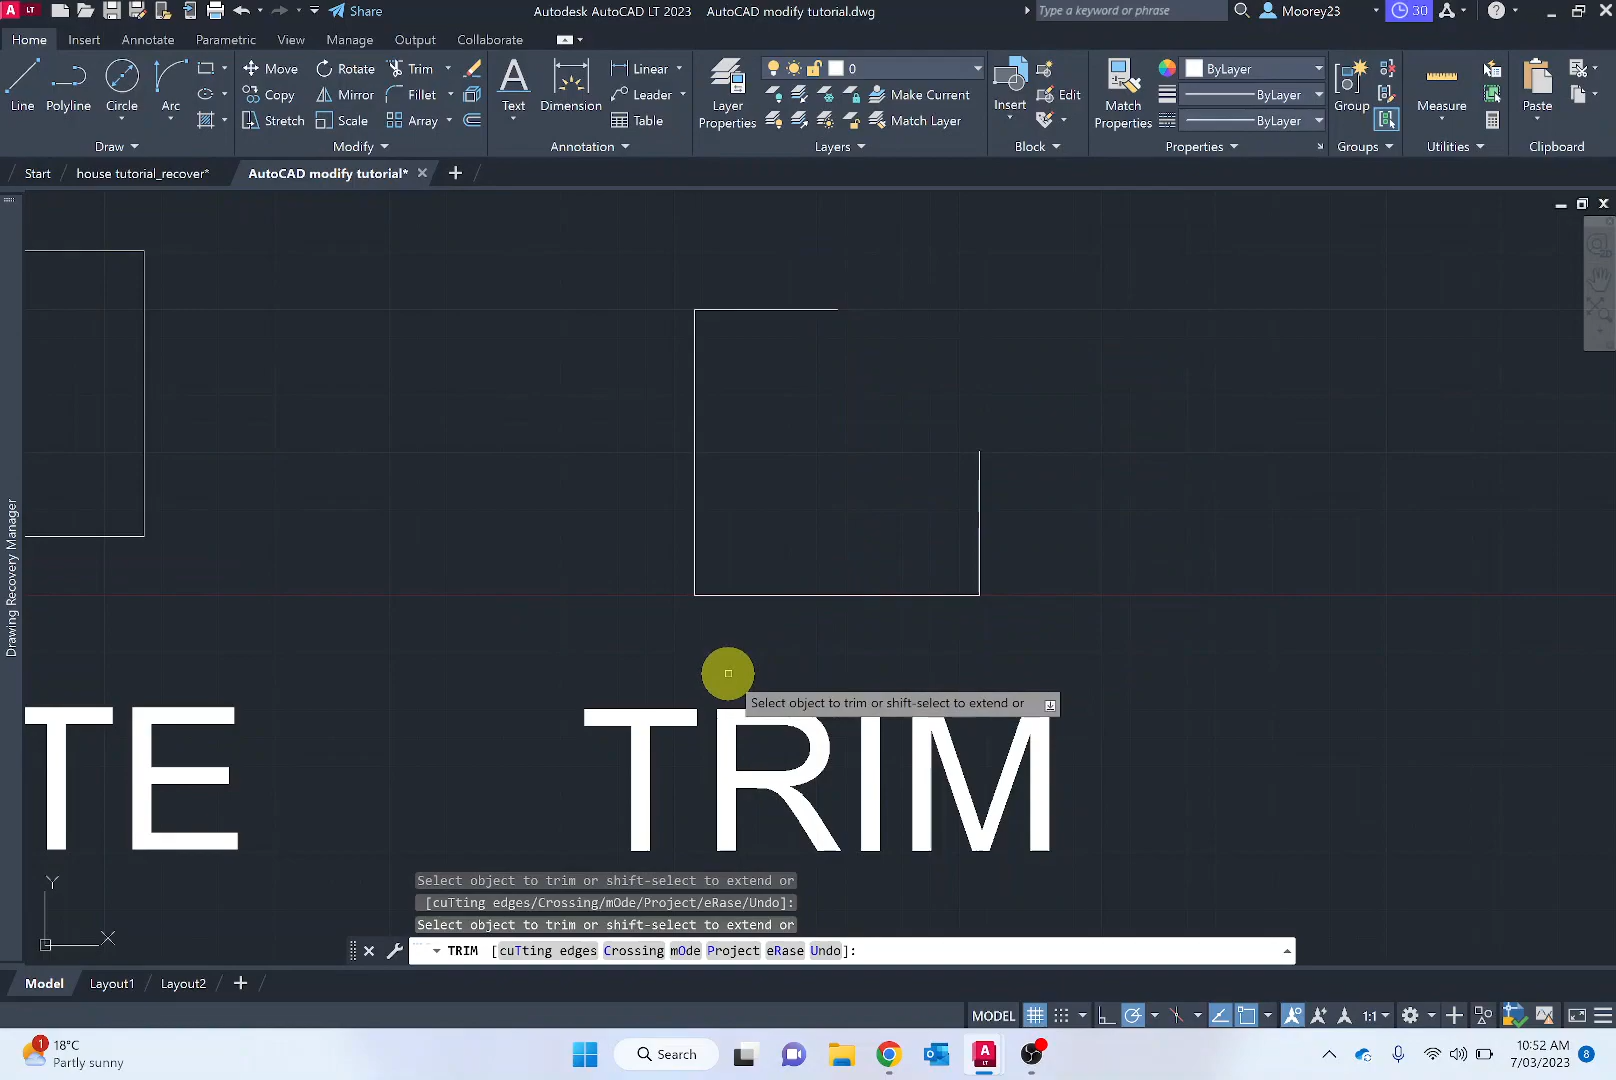 A LT Share Autodesk AutoCAD LT 2023 AutoCAD modify tutorial.dwg Type a keyword or phrase Moorey23 30
Home Insert Annotate Parametric View Manage Output Collaborate
Line Polyline Circle Arc
Move Rotate Trim
Copy Mirror Fillet
Stretch Scale Array
Text Dimension
Linear
Leader
Table
Layer Properties
0
Make Current
Match Layer
Insert
Edit
Match Properties
ByLayer
ByLayer
ByLayer
Group
Measure
Paste
Draw Modify Annotation Layers Block Properties Groups Utilities Clipboard
Start house tutorial_recover* AutoCAD modify tutorial*
Drawing Recovery Manager
Select object to trim or shift-select to extend or
TE TRIM
Y
X
Select object to trim or shift-select to extend or
[cuTting edges/Crossing/mOde/Project/eRase/Undo]:
Select object to trim or shift-select to extend or
TRIM [cuTting edges Crossing mOde Project eRase Undo]:
Model Layout1 Layout2
MODEL 1:1
1 18°C
Partly sunny
Search
A LT
10:52 AM
7/03/2023
8